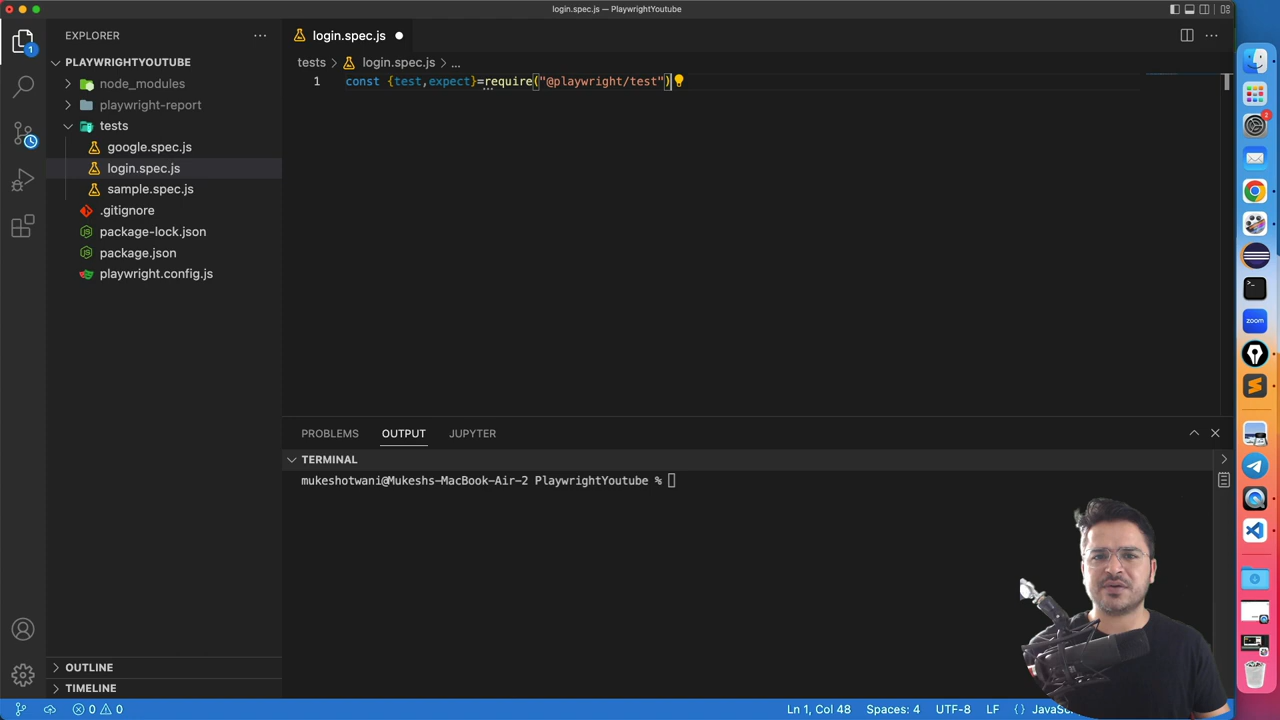 login.spec.js — PlaywrightYoutube
EXPLORER
login.spec.js
PLAYWRIGHTYOUTUBE
tests > login.spec.js > ...
1 const {test,expect}=require("@playwright/test")
node_modules
playwright-report
tests
google.spec.js
login.spec.js
sample.spec.js
.gitignore
package-lock.json
package.json
playwright.config.js
PROBLEMS OUTPUT JUPYTER
TERMINAL
mukeshotwani@Mukeshs-MacBook-Air-2 PlaywrightYoutube %
OUTLINE
TIMELINE
0 0
Ln 1, Col 48 Spaces: 4 UTF-8 LF {}
1
2
zoom